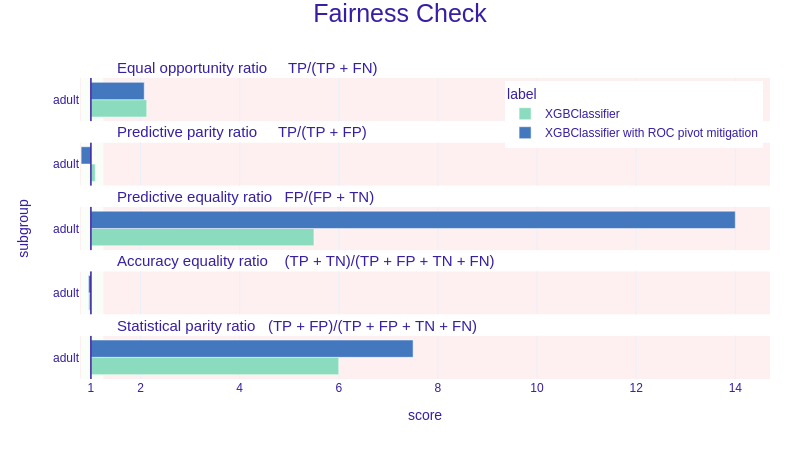 Fairness Check
Equal opportunity ratio     TP/(TP + FN)
adult
label
XGBClassifier
XGBClassifier with ROC pivot mitigation
Predictive parity ratio     TP/(TP + FP)
adult
Predictive equality ratio   FP/(FP + TN)
adult
subgroup
Accuracy equality ratio    (TP + TN)/(TP + FP + TN + FN)
adult
Statistical parity ratio   (TP + FP)/(TP + FP + TN + FN)
adult
1 2 4 6 8 10 12 14
score